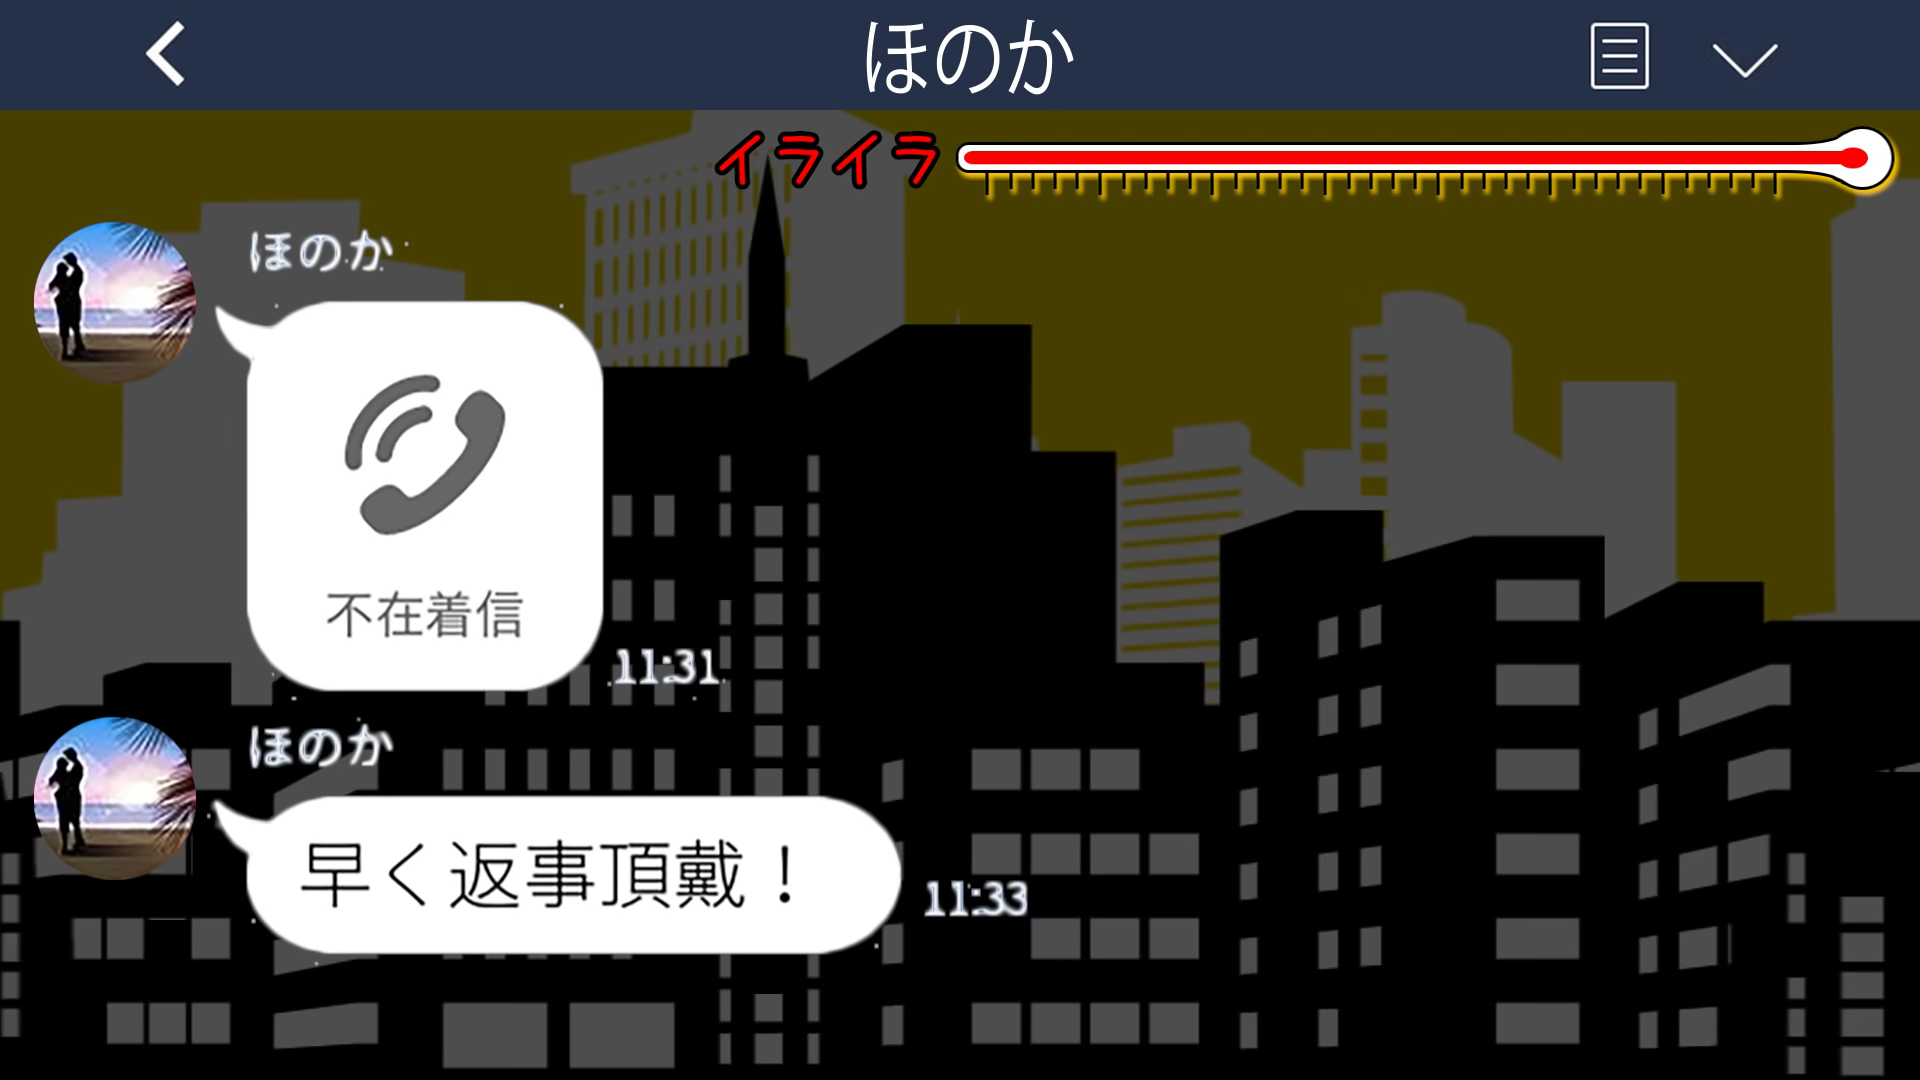 ほのか
イライラ
ほのか
不在着信
11:31
ほのか
早く返事頂戴！
11:33